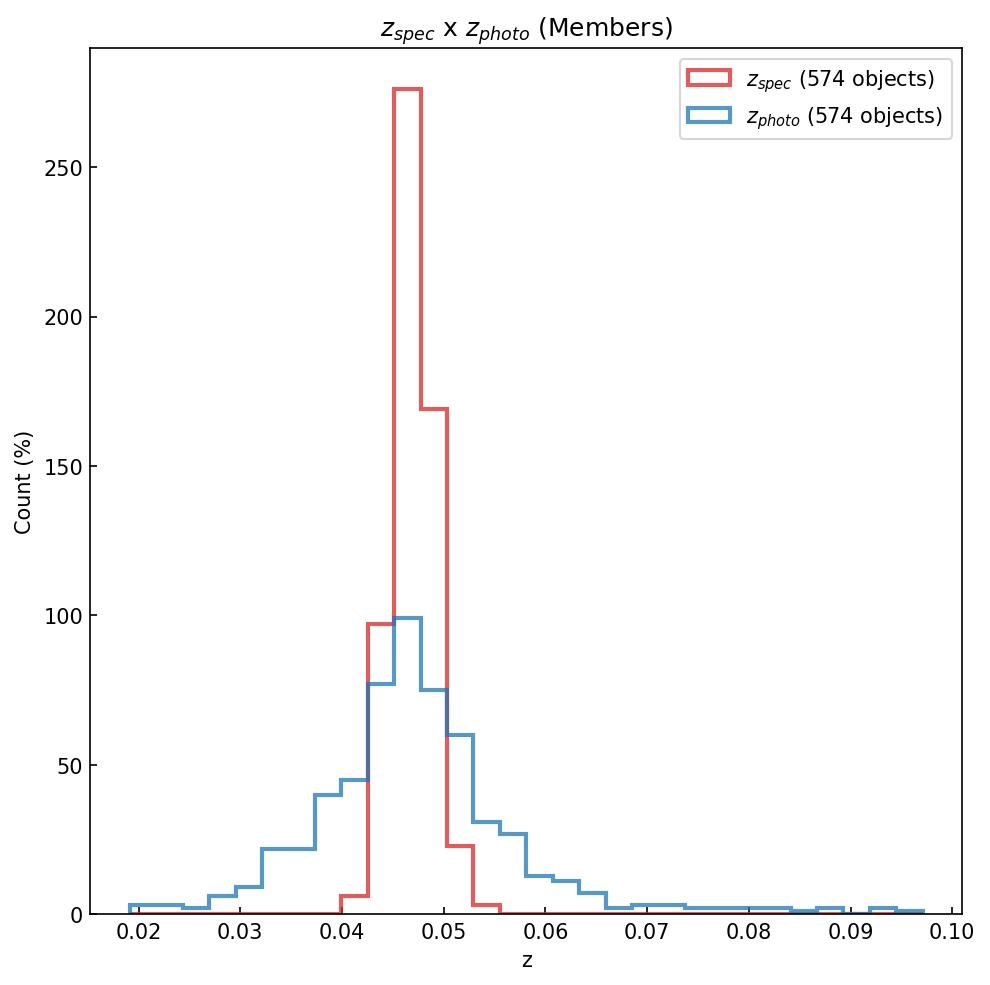 z_spec x z_photo (Members)
z_spec (574 objects)
z_photo (574 objects)
Count (%)
250
200
150
100
50
0
0.02 0.03 0.04 0.05 0.06 0.07 0.08 0.09 0.10
z